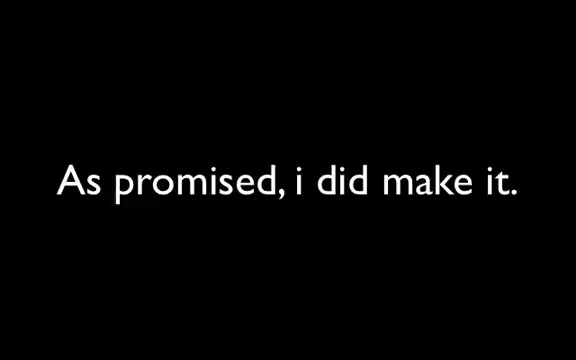 As promised, i did make it.